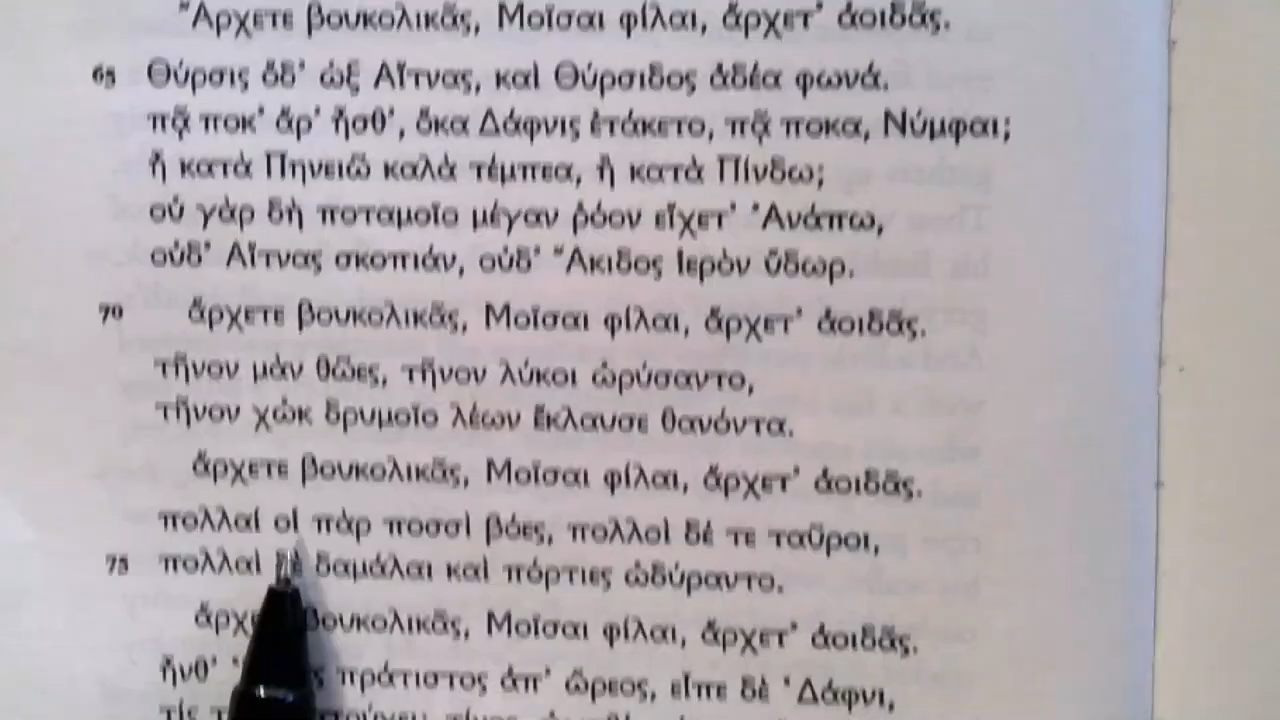 Ἄρχετε βουκολικᾶς, Μοῖσαι φίλαι, ἄρχετ' ἀοιδᾶς.
65 Θύρσις ὅδ' ὡξ Αἴτνας, καὶ Θύρσιδος ἁδέα φωνά.
πᾷ ποκ' ἄρ' ἦσθ', ὅκα Δάφνις ἐτάκετο, πᾷ ποκα, Νύμφαι;
ἦ κατὰ Πηνειῶ καλὰ τέμπεα, ἢ κατὰ Πίνδω;
οὐ γὰρ δὴ ποταμοῖο μέγαν ῥόον εἴχετ' Ἀνάπω,
οὐδ' Αἴτνας σκοπιάν, οὐδ' Ἄκιδος ἱερὸν ὕδωρ.
70 ἄρχετε βουκολικᾶς, Μοῖσαι φίλαι, ἄρχετ' ἀοιδᾶς.
τῆνον μὰν θῶες, τῆνον λύκοι ὠρύσαντο,
τῆνον χὠκ δρυμοῖο λέων ἔκλαυσε θανόντα.
ἄρχετε βουκολικᾶς, Μοῖσαι φίλαι, ἄρχετ' ἀοιδᾶς.
πολλαί οἱ πὰρ ποσσὶ βόες, πολλοὶ δέ τε ταῦροι,
75 πολλαὶ δὲ δαμάλαι καὶ πόρτιες ὠδύραντο.
βουκολικᾶς, Μοῖσαι φίλαι, ἄρχετ' ἀοιδᾶς.
ἦνθ' πράτιστος ἀπ' ὤρεος, εἶπε δὲ 'Δάφνι,